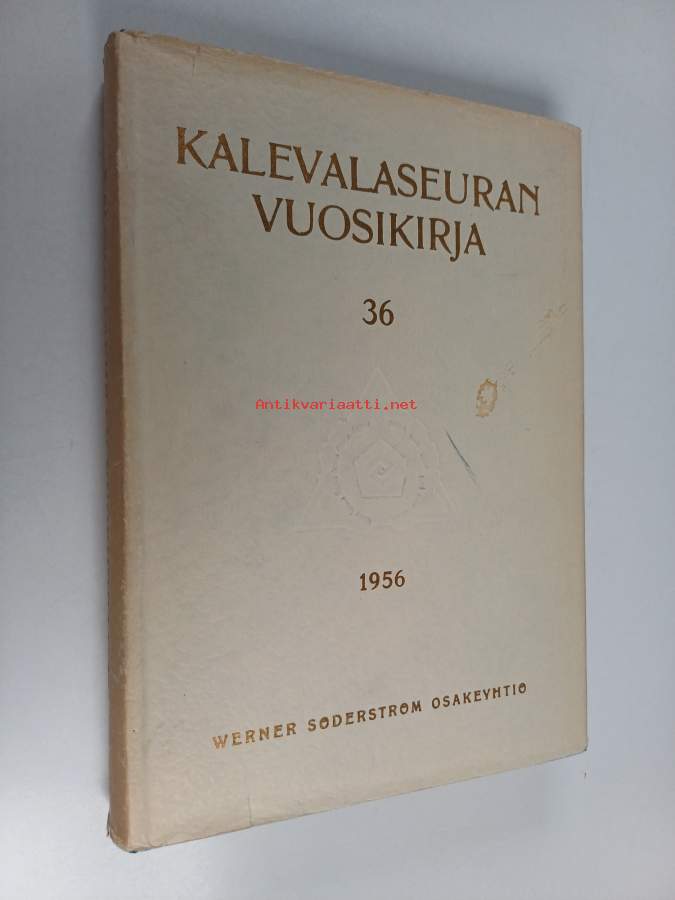 KALEVALASEURAN
VUOSIKIRJA
36
Antikvariaatti.net
1956
WERNER SÖDERSTRÖM OSAKEYHTIÖ